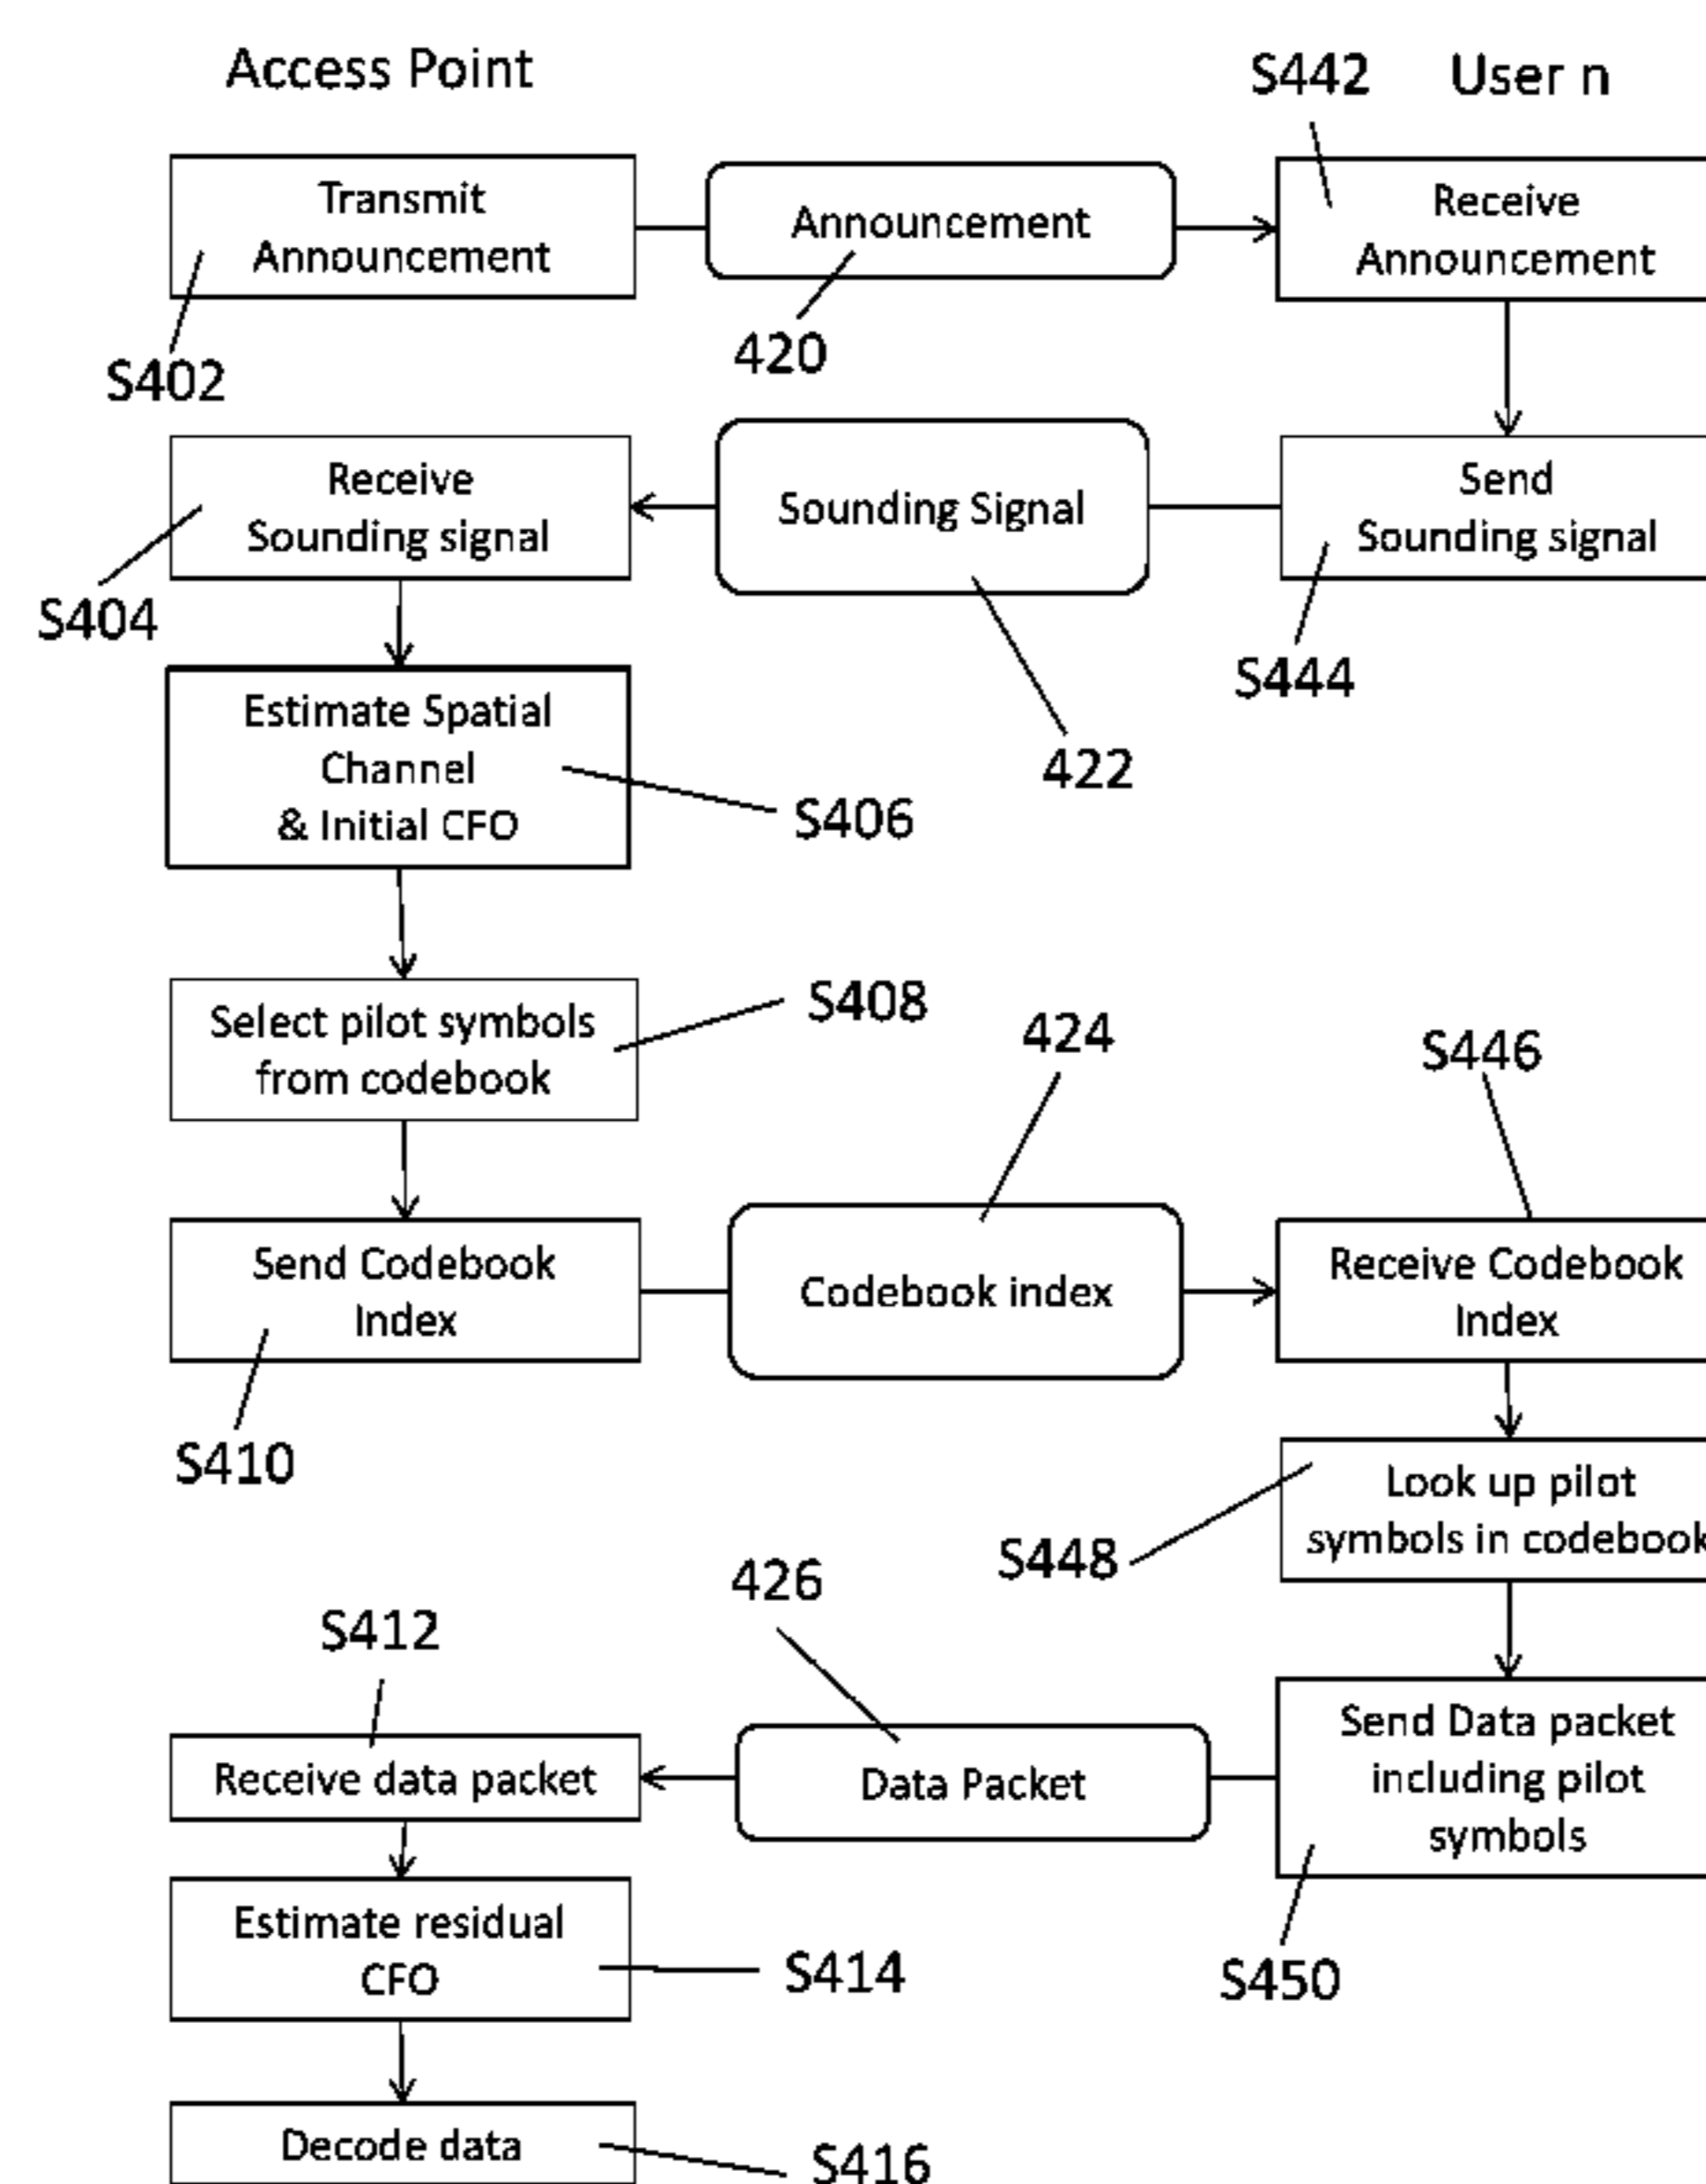 Access Point
S442 User n
Transmit
Announcement
Announcement
Receive
Announcement
S402
420
Receive
Sounding signal
Sounding Signal
Send
Sounding signal
S404
S444
422
Estimate Spatial
Channel
& Initial CFO
S406
Select pilot symbols
from codebook
S408
424
S446
Send Codebook
Index
Codebook index
Receive Codebook
Index
S410
Look up pilot
symbols in codebook
S448
426
S412
Receive data packet
Data Packet
Send Data packet
including pilot
symbols
Estimate residual
CFO
S414
S450
Decode data
S416